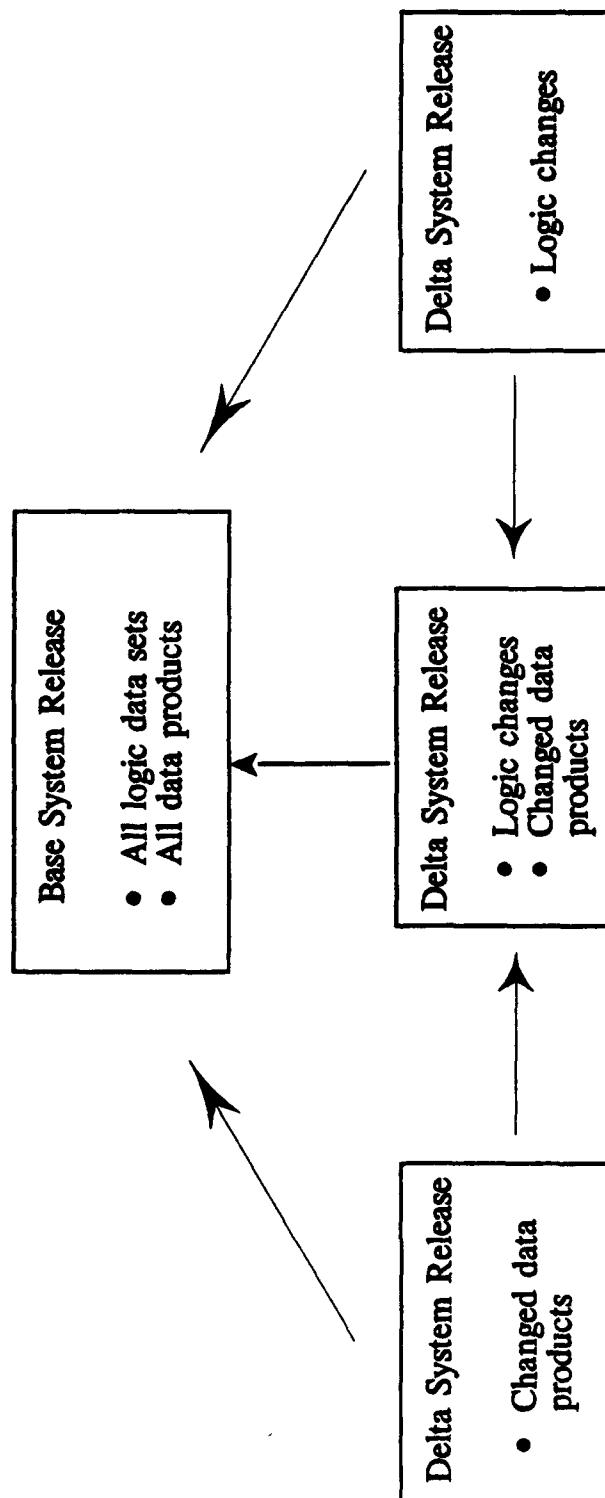 Base System Release
• All logic data sets
• All data products
Delta System Release
• Changed data
products
Delta System Release
• Logic changes
• Changed data
products
Delta System Release
• Logic changes